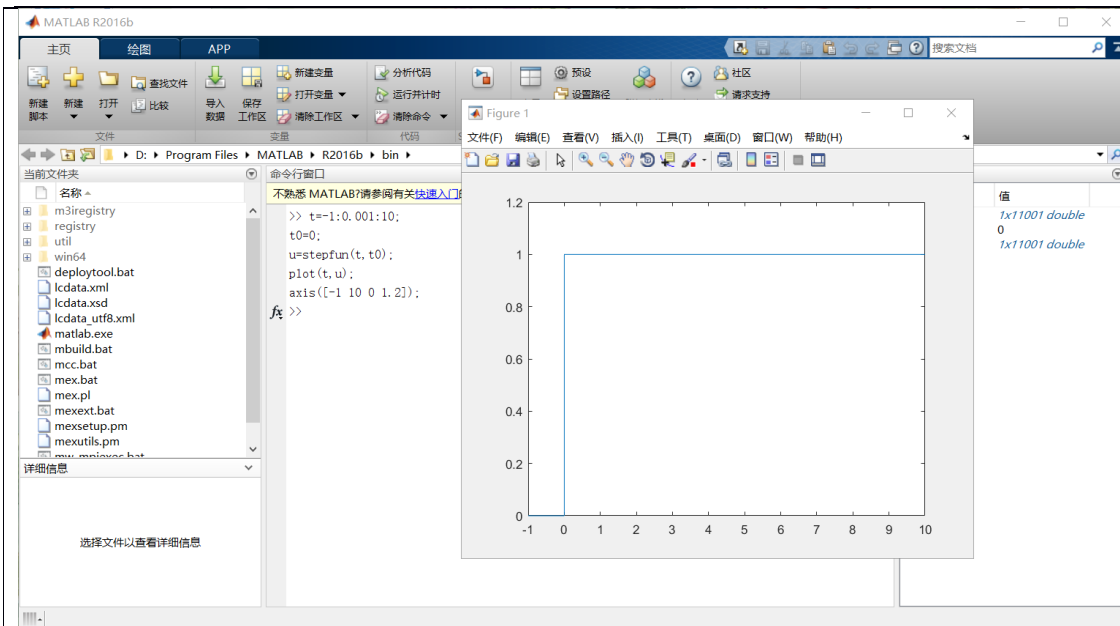 MATLAB R2016b
主页 绘图 APP 搜索文档
新建脚本 新建 打开 查找文件 比较 导入数据 保存工作区 新建变量 打开变量 清除工作区 分析代码 运行并计时 清除命令 预设 设置路径 社区 请求支持
文件 变量 代码
D: Program Files MATLAB R2016b bin
当前文件夹
名称
m3iregistry
registry
util
win64
deploytool.bat
lcdata.xml
lcdata.xsd
lcdata_utf8.xml
matlab.exe
mbuild.bat
mcc.bat
mex.bat
mex.pl
mexext.bat
mexsetup.pm
mexutils.pm
mw_mpiexec.bat
详细信息
选择文件以查看详细信息
命令行窗口
不熟悉 MATLAB?请参阅有关快速入门
>> t=-1:0.001:10;
t0=0;
u=stepfun(t,t0);
plot(t,u);
axis([-1 10 0 1.2]);
fx >>
Figure 1
文件(F) 编辑(E) 查看(V) 插入(I) 工具(T) 桌面(D) 窗口(W) 帮助(H)
1.2
1
0.8
0.6
0.4
0.2
0
-1 0 1 2 3 4 5 6 7 8 9 10
值
1x11001 double
0
1x11001 double